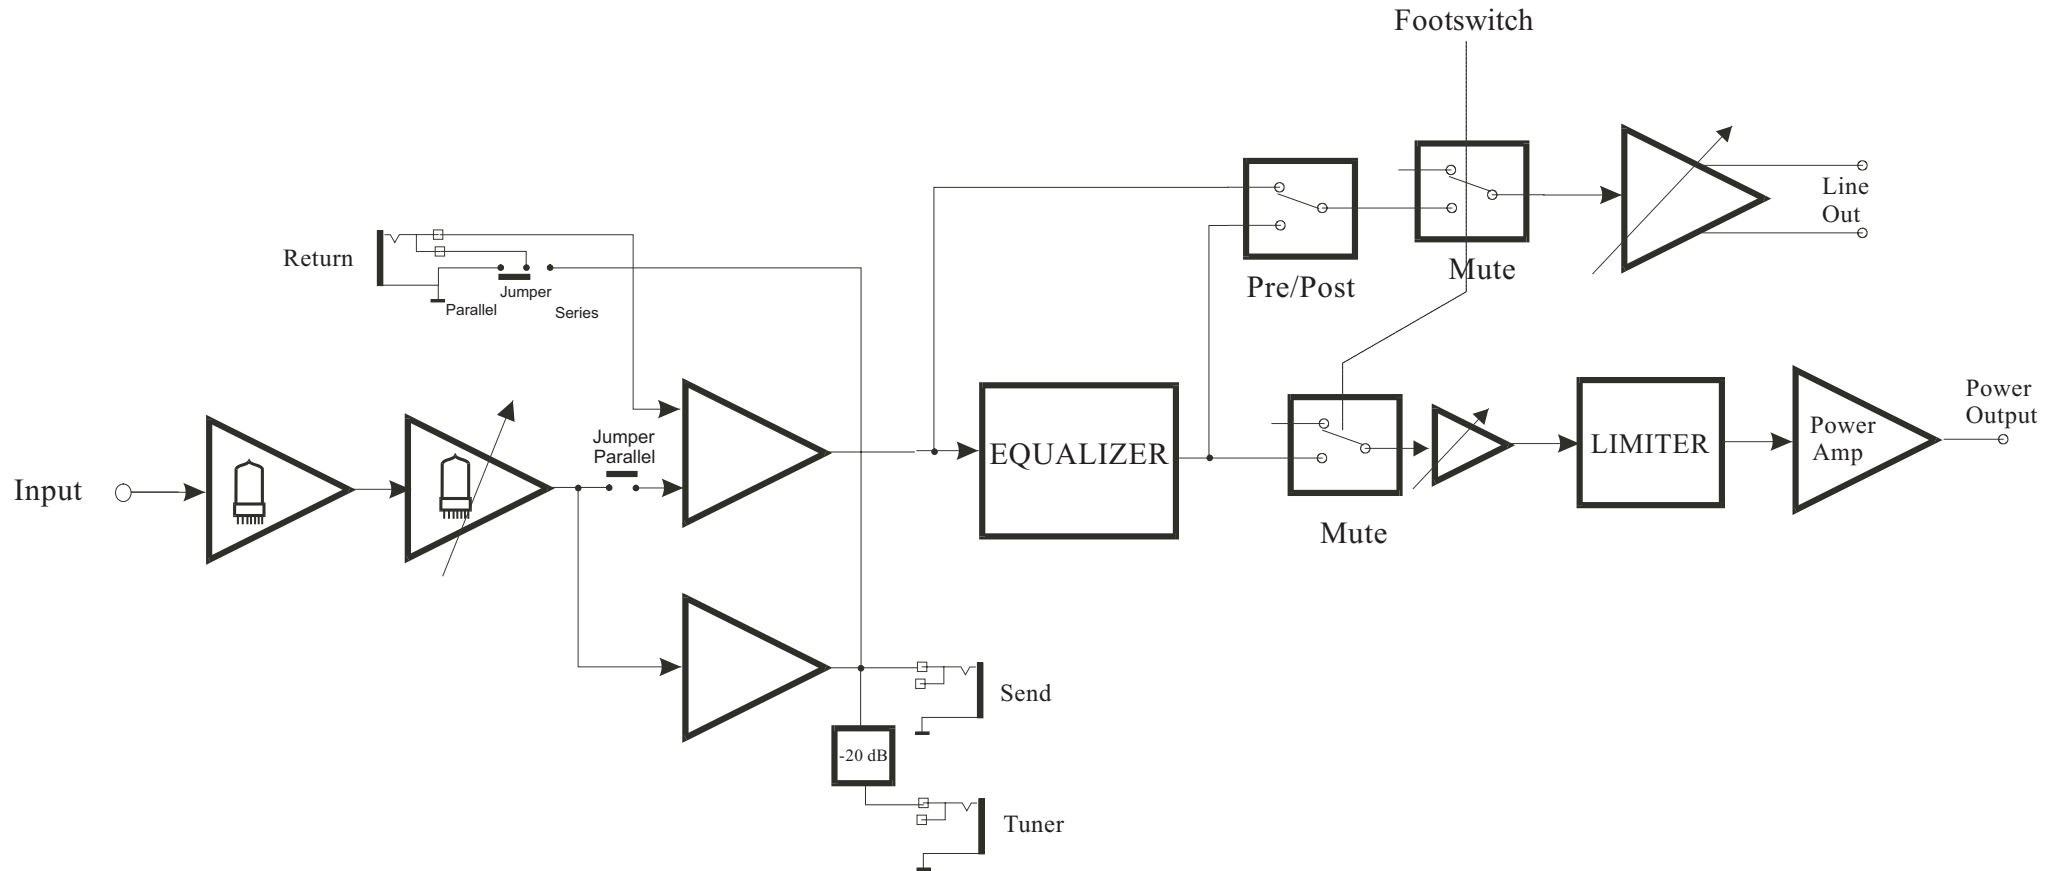 Footswitch
Line
Out
Return
Jumper
Parallel
Series
Pre/Post
Mute
Power
Output
Power
Amp
Jumper
Parallel
EQUALIZER
LIMITER
Input
Mute
Send
-20 dB
Tuner